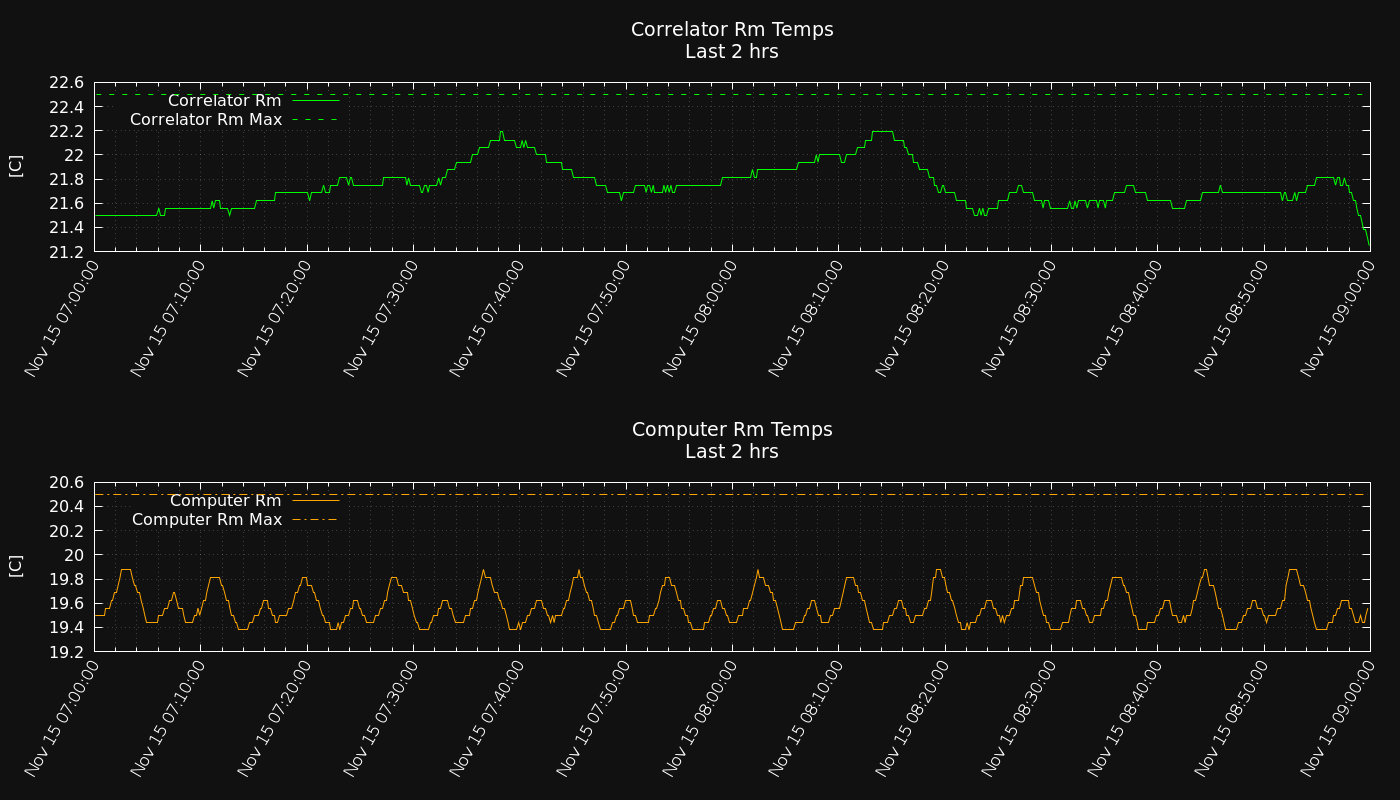 Correlator Rm Temps
Last 2 hrs
22.6
22.4
22.2
22
21.8
21.6
21.4
21.2
[C]
Correlator Rm
Correlator Rm Max
Nov 15 07:00:00
Nov 15 07:10:00
Nov 15 07:20:00
Nov 15 07:30:00
Nov 15 07:40:00
Nov 15 07:50:00
Nov 15 08:00:00
Nov 15 08:10:00
Nov 15 08:20:00
Nov 15 08:30:00
Nov 15 08:40:00
Nov 15 08:50:00
Nov 15 09:00:00
Computer Rm Temps
Last 2 hrs
20.6
20.4
20.2
20
19.8
19.6
19.4
19.2
[C]
Computer Rm
Computer Rm Max
Nov 15 07:00:00
Nov 15 07:10:00
Nov 15 07:20:00
Nov 15 07:30:00
Nov 15 07:40:00
Nov 15 07:50:00
Nov 15 08:00:00
Nov 15 08:10:00
Nov 15 08:20:00
Nov 15 08:30:00
Nov 15 08:40:00
Nov 15 08:50:00
Nov 15 09:00:00